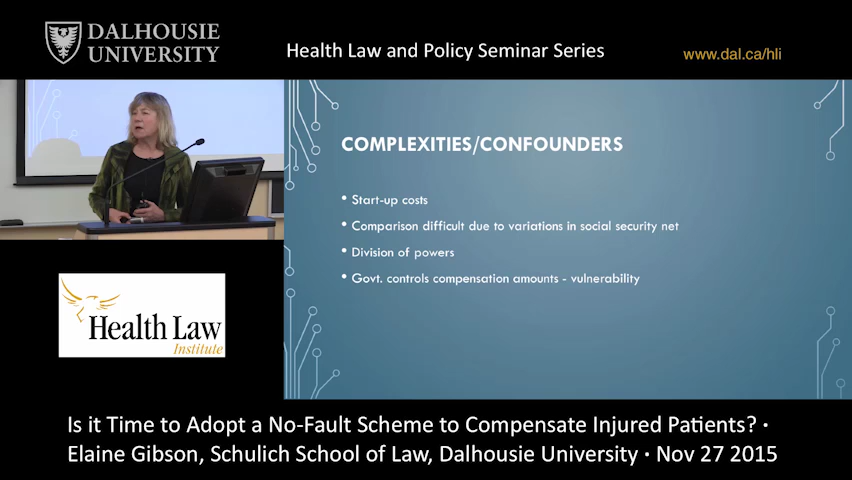 DALHOUSIE
UNIVERSITY
Health Law and Policy Seminar Series
www.dal.ca/hli
COMPLEXITIES/CONFOUNDERS
• Start-up costs
• Comparison difficult due to variations in social security net
• Division of powers
• Govt. controls compensation amounts - vulnerability
Health Law
Institute
Is it Time to Adopt a No-Fault Scheme to Compensate Injured Patients? ·
Elaine Gibson, Schulich School of Law, Dalhousie University · Nov 27 2015